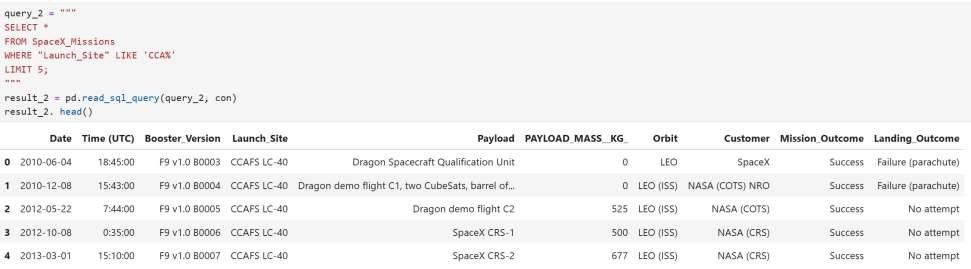 query_2 = """
SELECT *
FROM SpaceX_Missions
WHERE "Launch_Site" LIKE 'CCA%'
LIMIT 5;
"""
result_2 = pd.read_sql_query(query_2, con)
result_2. head()
Date Time (UTC) Booster_Version Launch_Site Payload PAYLOAD_MASS__KG_ Orbit Customer Mission_Outcome Landing_Outcome
0 2010-06-04 18:45:00 F9 v1.0 B0003 CCAFS LC-40 Dragon Spacecraft Qualification Unit 0 LEO SpaceX Success Failure (parachute)
1 2010-12-08 15:43:00 F9 v1.0 B0004 CCAFS LC-40 Dragon demo flight C1, two CubeSats, barrel of... 0 LEO (ISS) NASA (COTS) NRO Success Failure (parachute)
2 2012-05-22 7:44:00 F9 v1.0 B0005 CCAFS LC-40 Dragon demo flight C2 525 LEO (ISS) NASA (COTS) Success No attempt
3 2012-10-08 0:35:00 F9 v1.0 B0006 CCAFS LC-40 SpaceX CRS-1 500 LEO (ISS) NASA (CRS) Success No attempt
4 2013-03-01 15:10:00 F9 v1.0 B0007 CCAFS LC-40 SpaceX CRS-2 677 LEO (ISS) NASA (CRS) Success No attempt